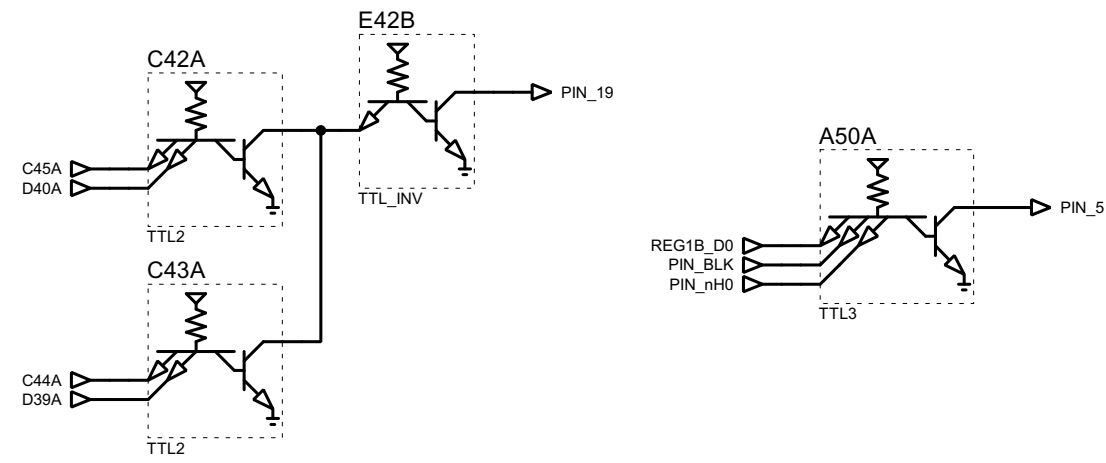 E42B
C42A
PIN_19
C45A
D40A
TTL_INV
TTL2
C43A
C44A
D39A
TTL2
A50A
PIN_5
REG1B_D0
PIN_BLK
PIN_nH0
TTL3